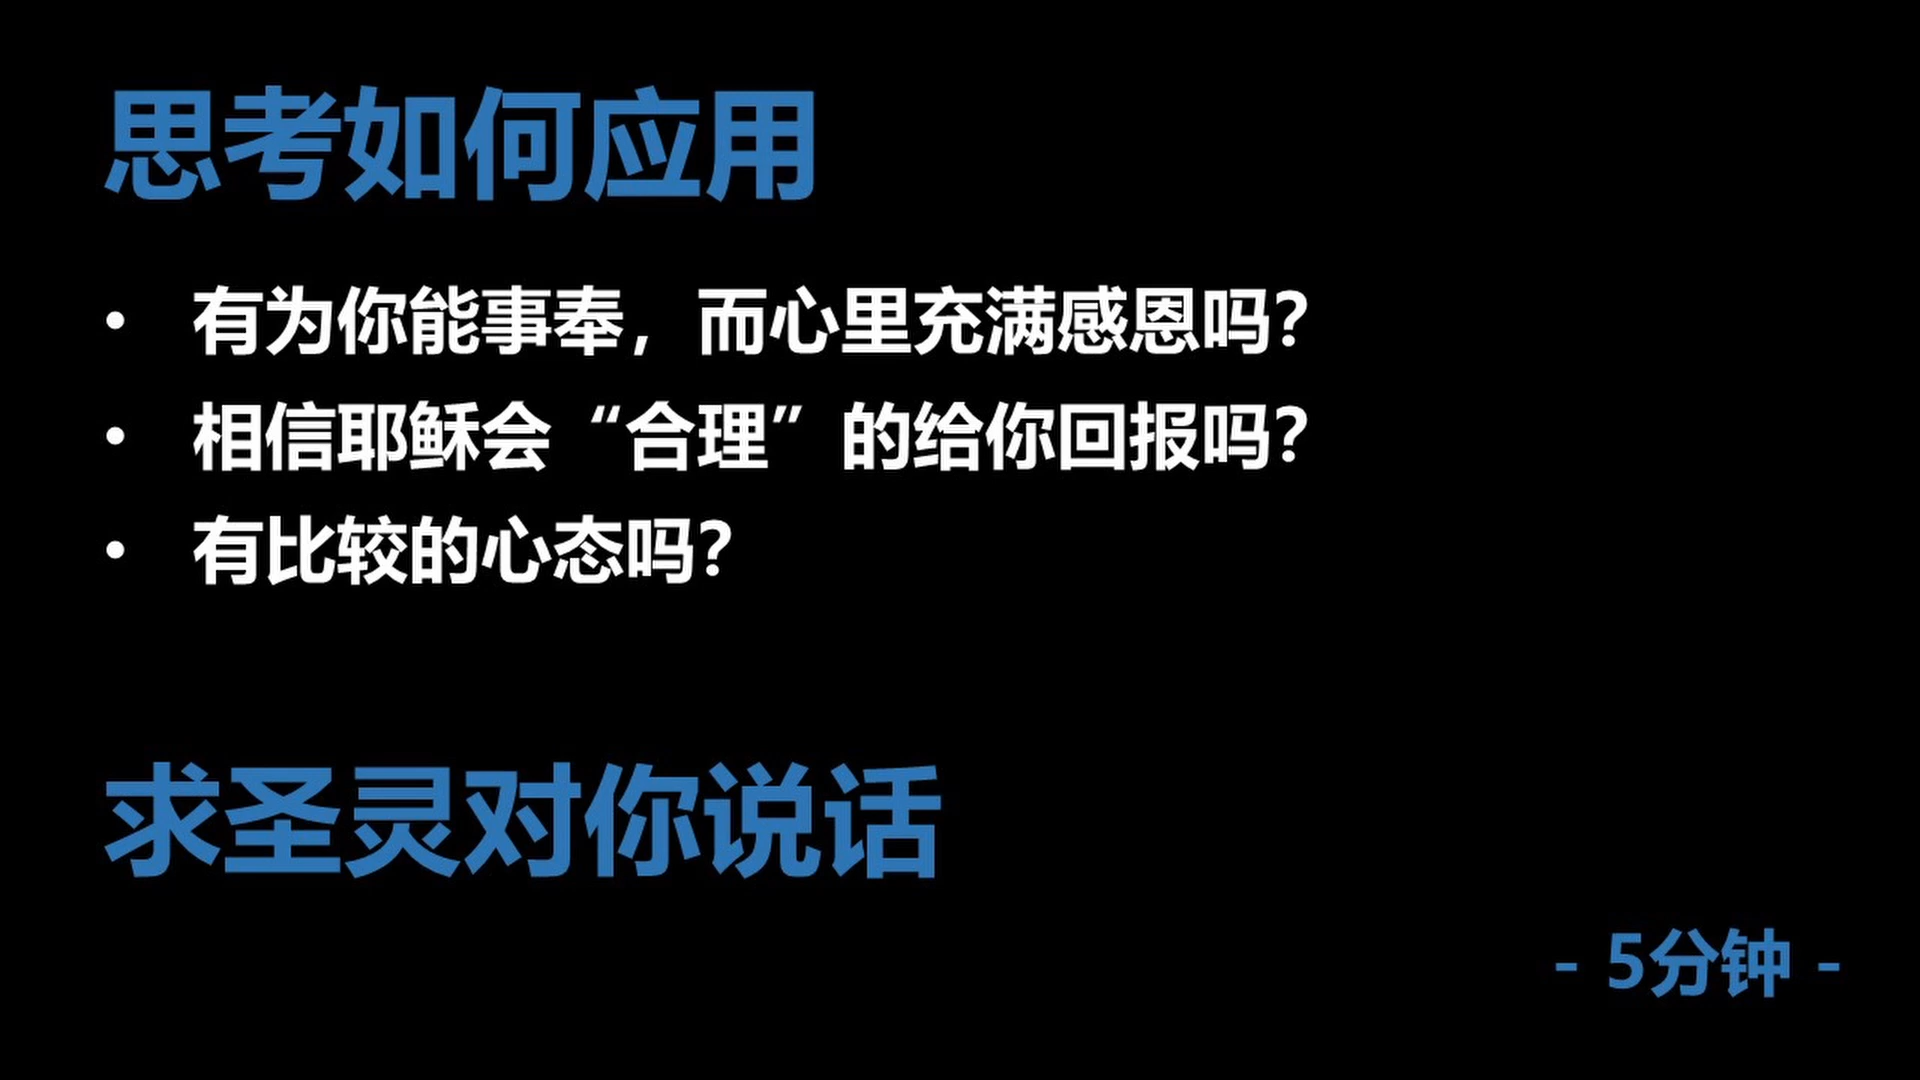 思考如何应用
• 有为你能事奉，而心里充满感恩吗？
• 相信耶稣会“合理”的给你回报吗？
• 有比较的心态吗？
求圣灵对你说话
- 5分钟 -